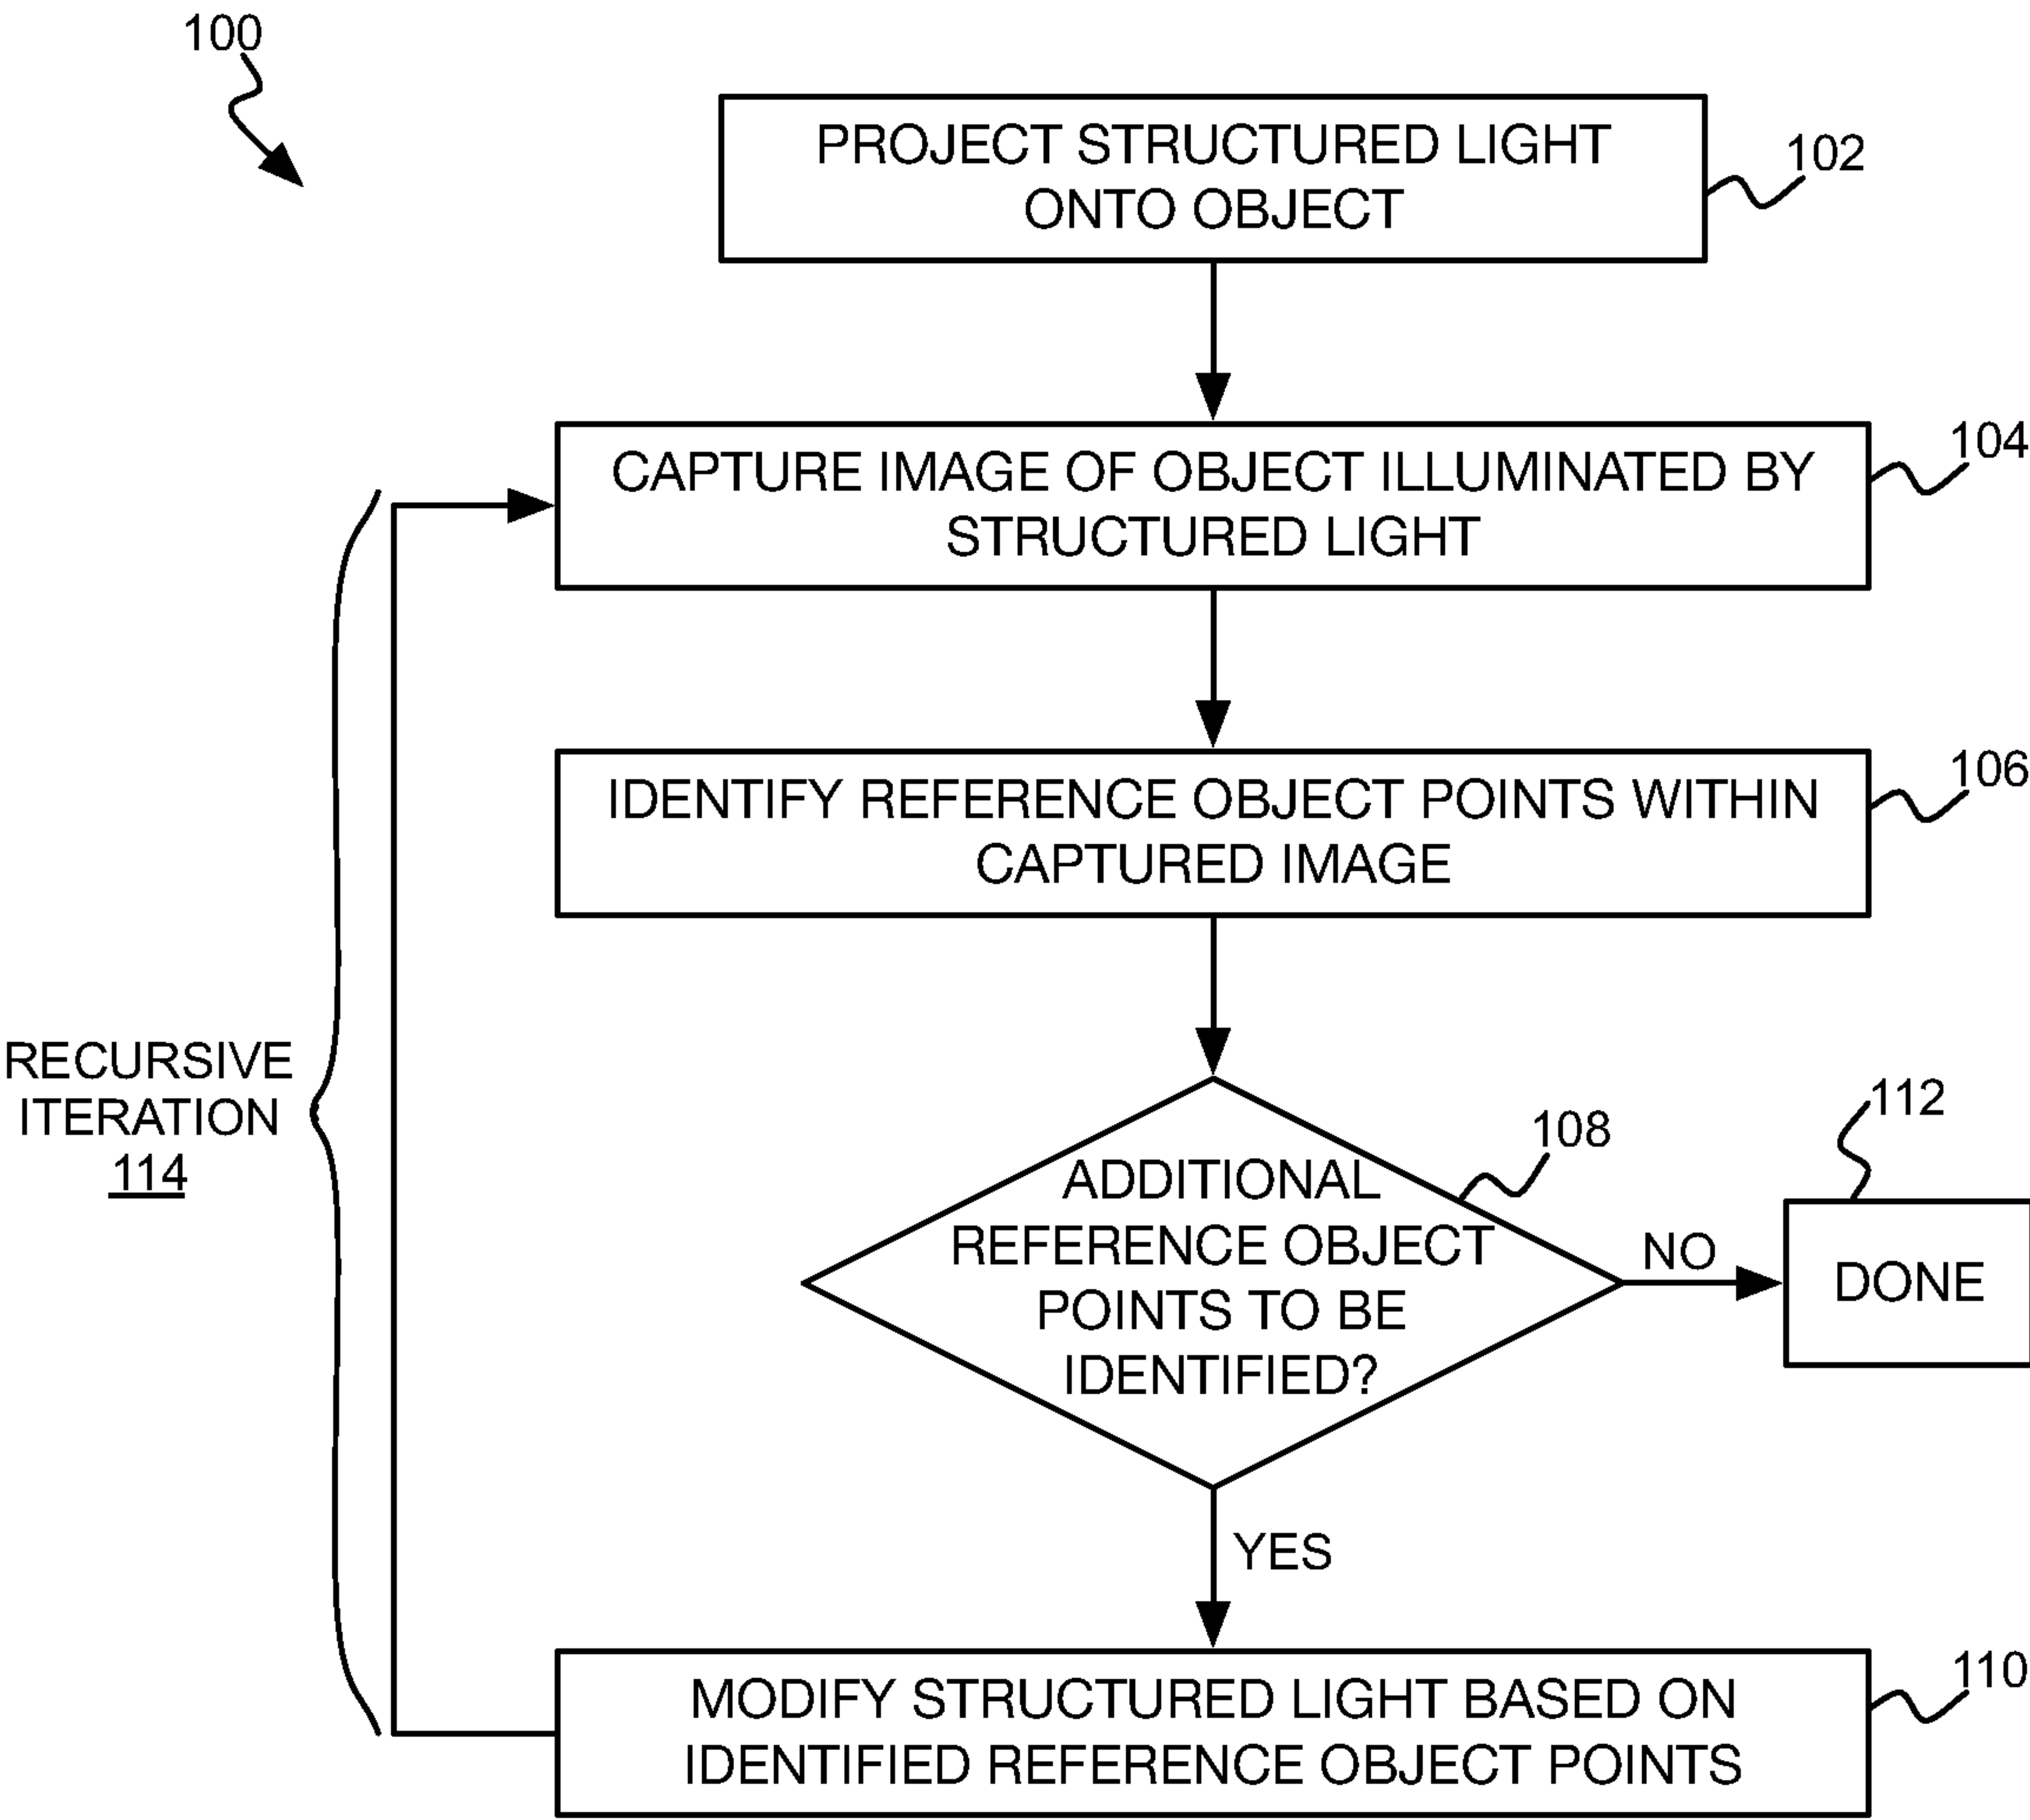 100
PROJECT STRUCTURED LIGHT
ONTO OBJECT
102
CAPTURE IMAGE OF OBJECT ILLUMINATED BY
STRUCTURED LIGHT
104
IDENTIFY REFERENCE OBJECT POINTS WITHIN
CAPTURED IMAGE
106
RECURSIVE
ITERATION
114
ADDITIONAL
REFERENCE OBJECT
POINTS TO BE
IDENTIFIED?
108
NO
112
DONE
YES
MODIFY STRUCTURED LIGHT BASED ON
IDENTIFIED REFERENCE OBJECT POINTS
110